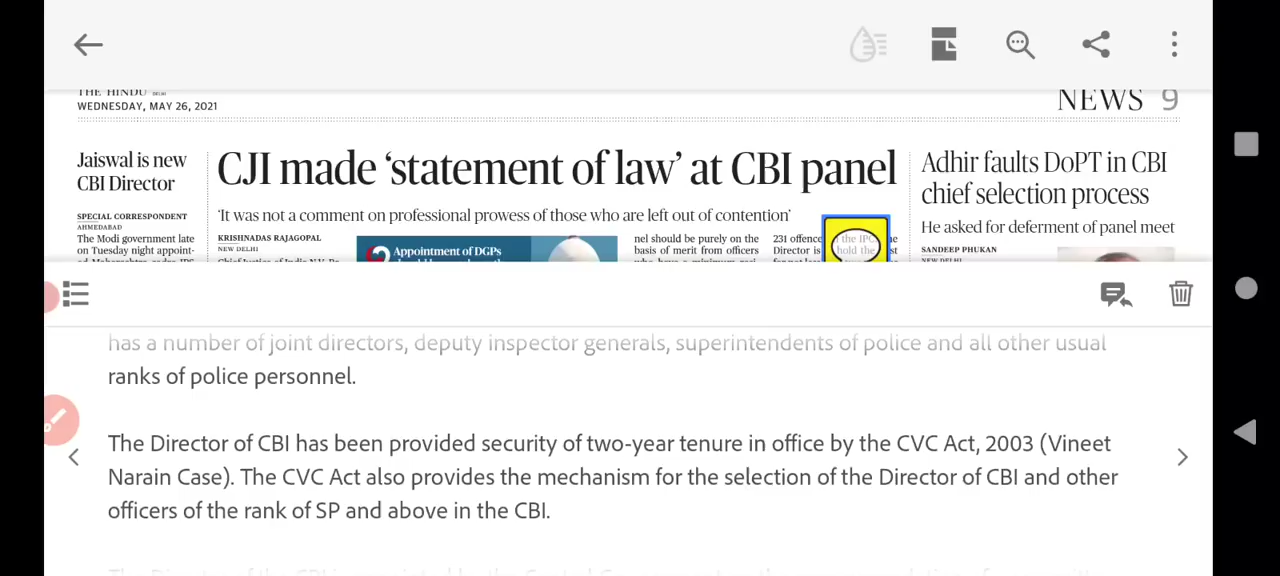 THE HINDU DELHI
WEDNESDAY, MAY 26, 2021
NEWS 9
Jaiswal is new
CBI Director
SPECIAL CORRESPONDENT
AHMEDABAD
The Modi government late
on Tuesday night appoint-
CJI made ‘statement of law’ at CBI panel
‘It was not a comment on professional prowess of those who are left out of contention’
KRISHNADAS RAJAGOPAL
NEW DELHI
Appointment of DGPs
nel should be purely on the
basis of merit from officers
231 offence the IPC
Director is hold the
Adhir faults DoPT in CBI
chief selection process
He asked for deferment of panel meet
SANDEEP PHUKAN
NEW DELHI
has a number of joint directors, deputy inspector generals, superintendents of police and all other usual
ranks of police personnel.
The Director of CBI has been provided security of two-year tenure in office by the CVC Act, 2003 (Vineet
Narain Case). The CVC Act also provides the mechanism for the selection of the Director of CBI and other
officers of the rank of SP and above in the CBI.